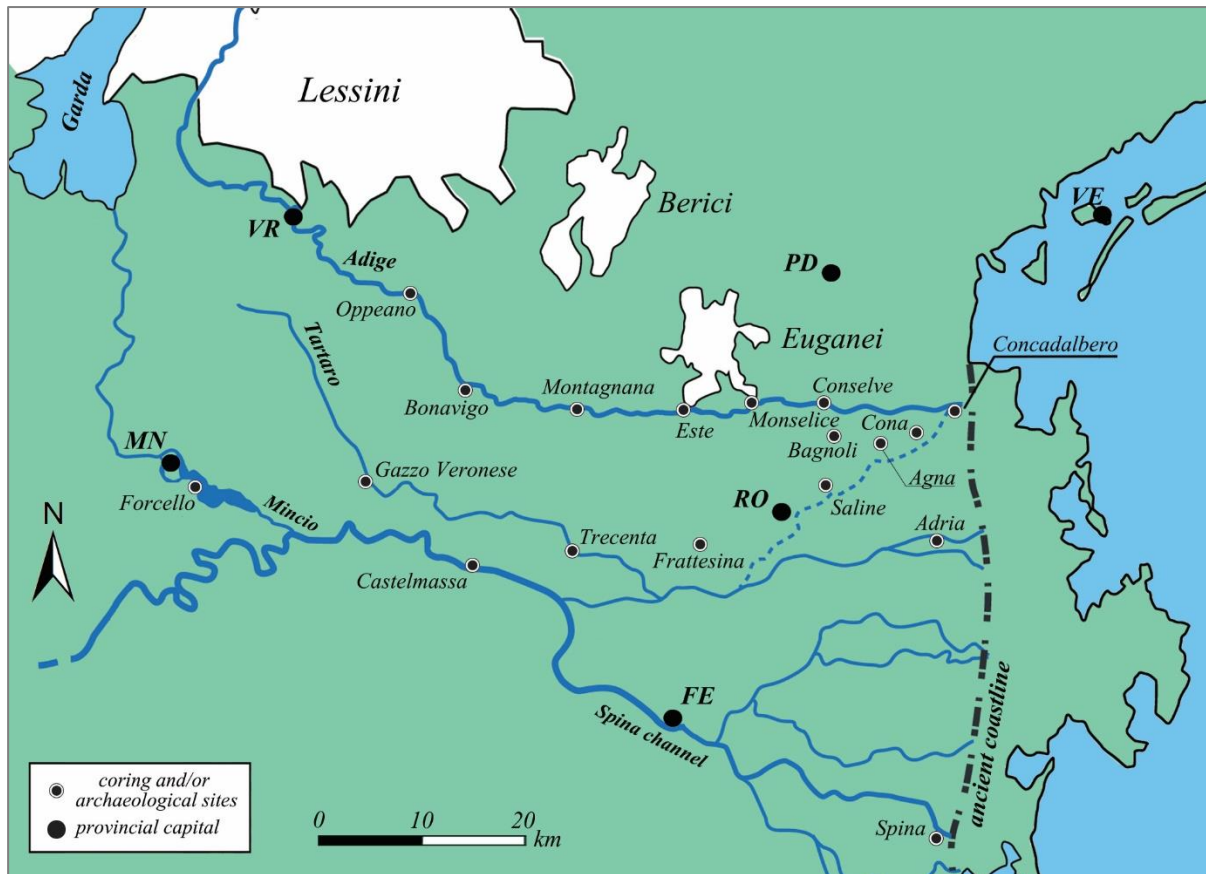 Garda
Lessini
Berici
VE
VR
Adige
PD
Oppeano
Euganei
Tartaro
Concadalbero
Montagnana
Conselve
Bonavigo
Este
Monselice
Cona
Bagnoli
MN
Gazzo Veronese
Agna
Forcello
Mincio
RO
Saline
N
Trecenta
Frattesina
Adria
Castelmassa
FE
Spina channel
ancient coastline
coring and/or
archaeological sites
provincial capital
0 10 20
km
Spina